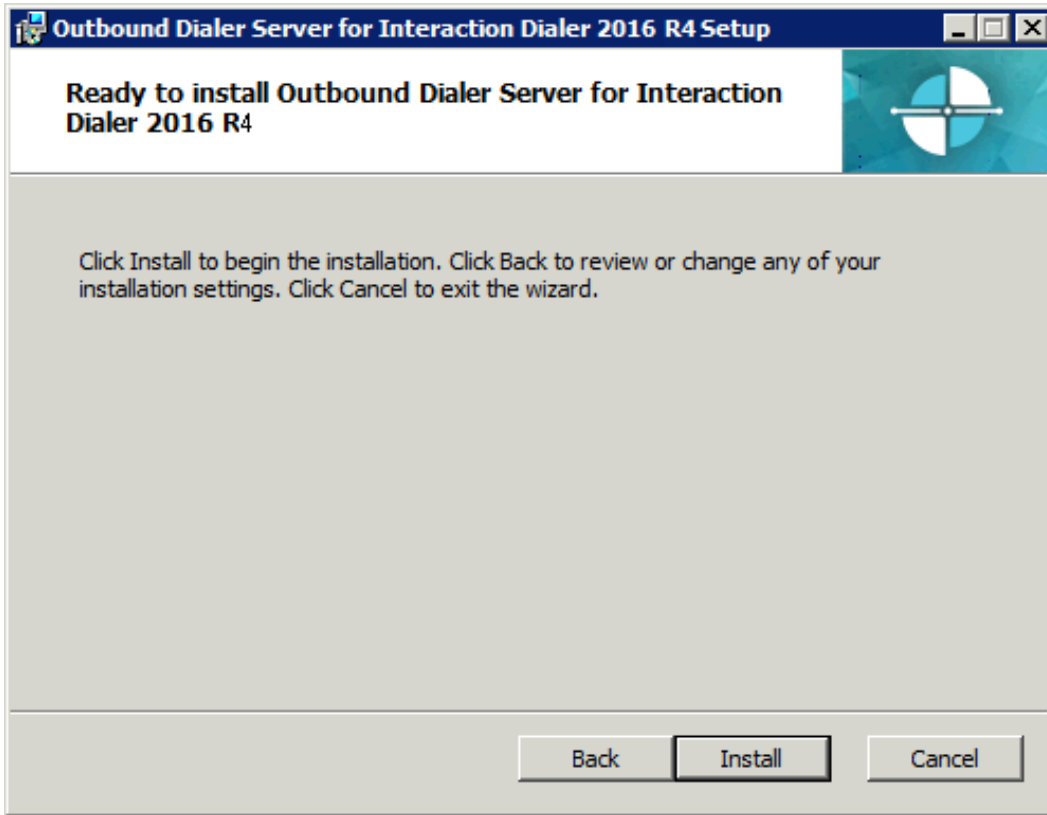 Outbound Dialer Server for Interaction Dialer 2016 R4 Setup
Ready to install Outbound Dialer Server for Interaction
Dialer 2016 R4
Click Install to begin the installation. Click Back to review or change any of your
installation settings. Click Cancel to exit the wizard.
Back
Install
Cancel